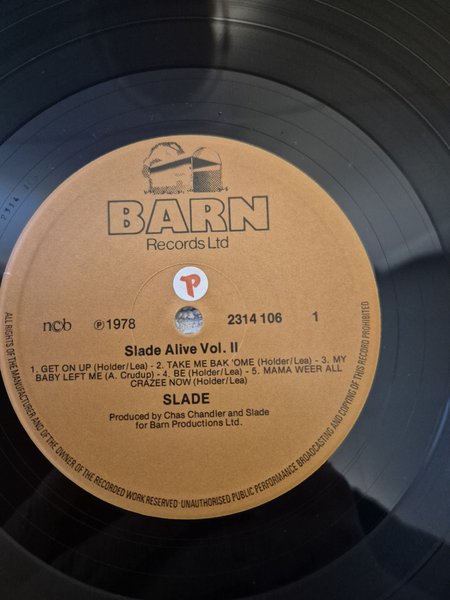 BARN
Records Ltd
P
ncb ℗1978 2314 106 1
Slade Alive Vol. II
1. GET ON UP (Holder/Lea) - 2. TAKE ME BAK 'OME (Holder/Lea) - 3. MY
BABY LEFT ME (A. Crudup) - 4. BE (Holder/Lea) - 5. MAMA WEER ALL
CRAZEE NOW (Holder/Lea)
SLADE
Produced by Chas Chandler and Slade
for Barn Productions Ltd.
ALL RIGHTS OF THE MANUFACTURER AND OF THE OWNER OF THE RECORDED WORK RESERVED · UNAUTHORISED PUBLIC PERFORMANCE BROADCASTING AND COPYING OF THIS RECORD PROHIBITED